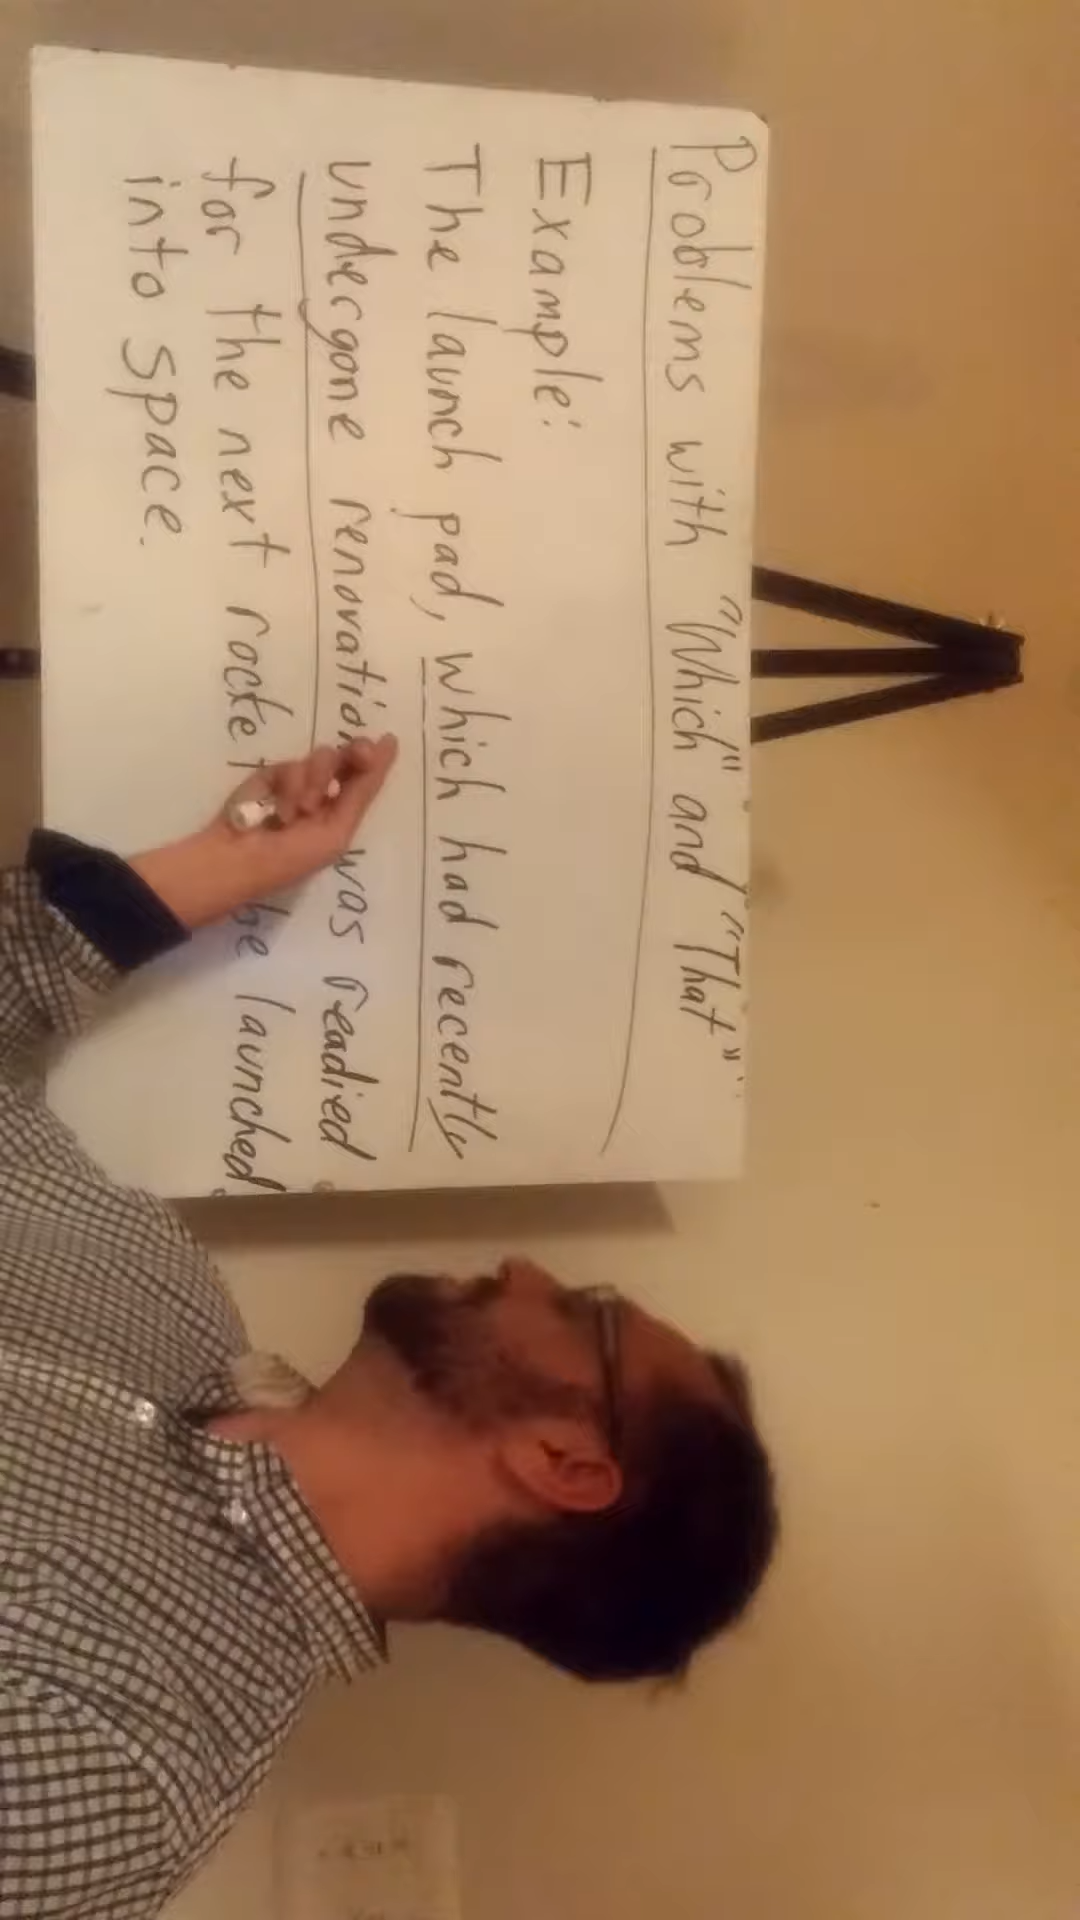 Problems with "Which" and "That"
Example:
The launch pad, which had recently
undergone renovation was readied
for the next rocket be launched
into space.